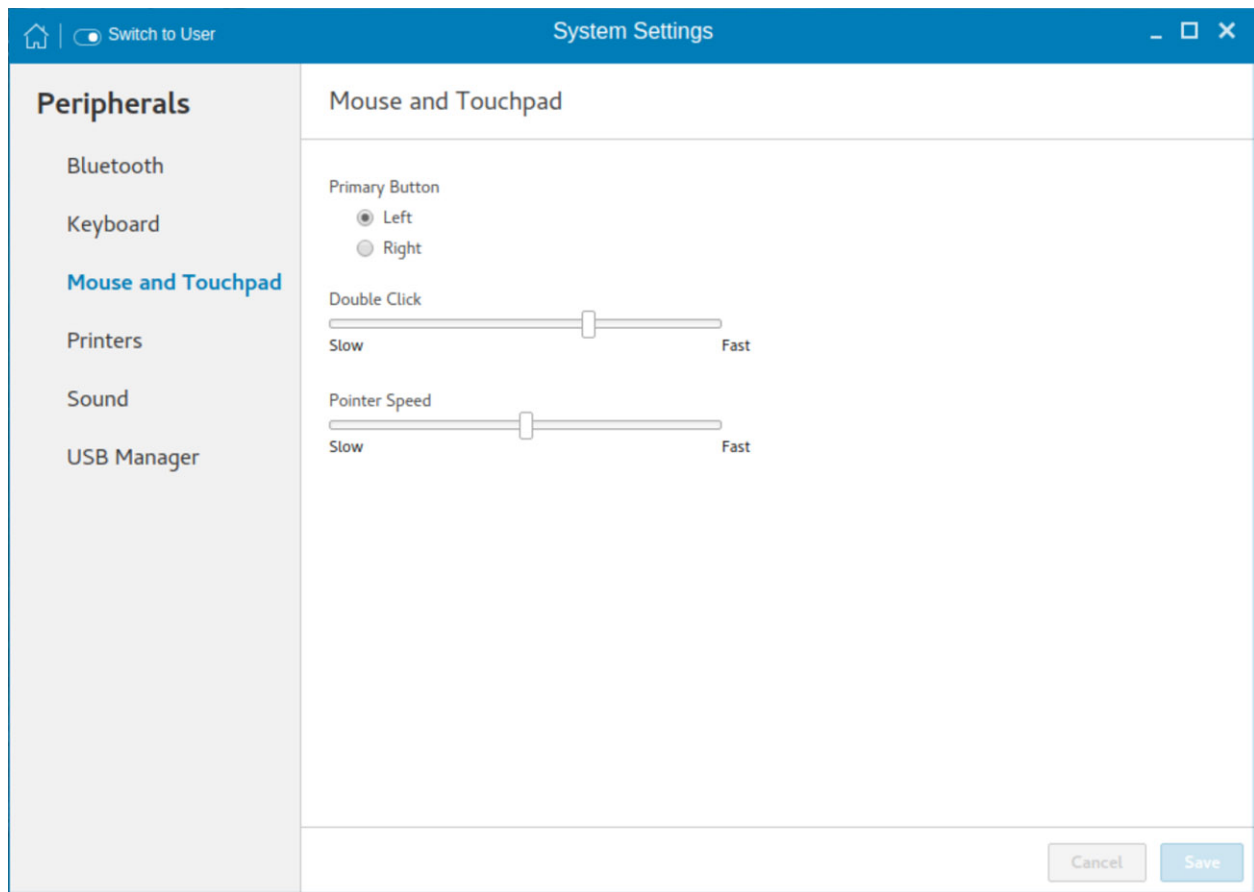 Switch to User
System Settings
Peripherals
Bluetooth
Keyboard
Mouse and Touchpad
Printers
Sound
USB Manager
Mouse and Touchpad
Primary Button
Left
Right
Double Click
Slow Fast
Pointer Speed
Slow Fast
Cancel Save